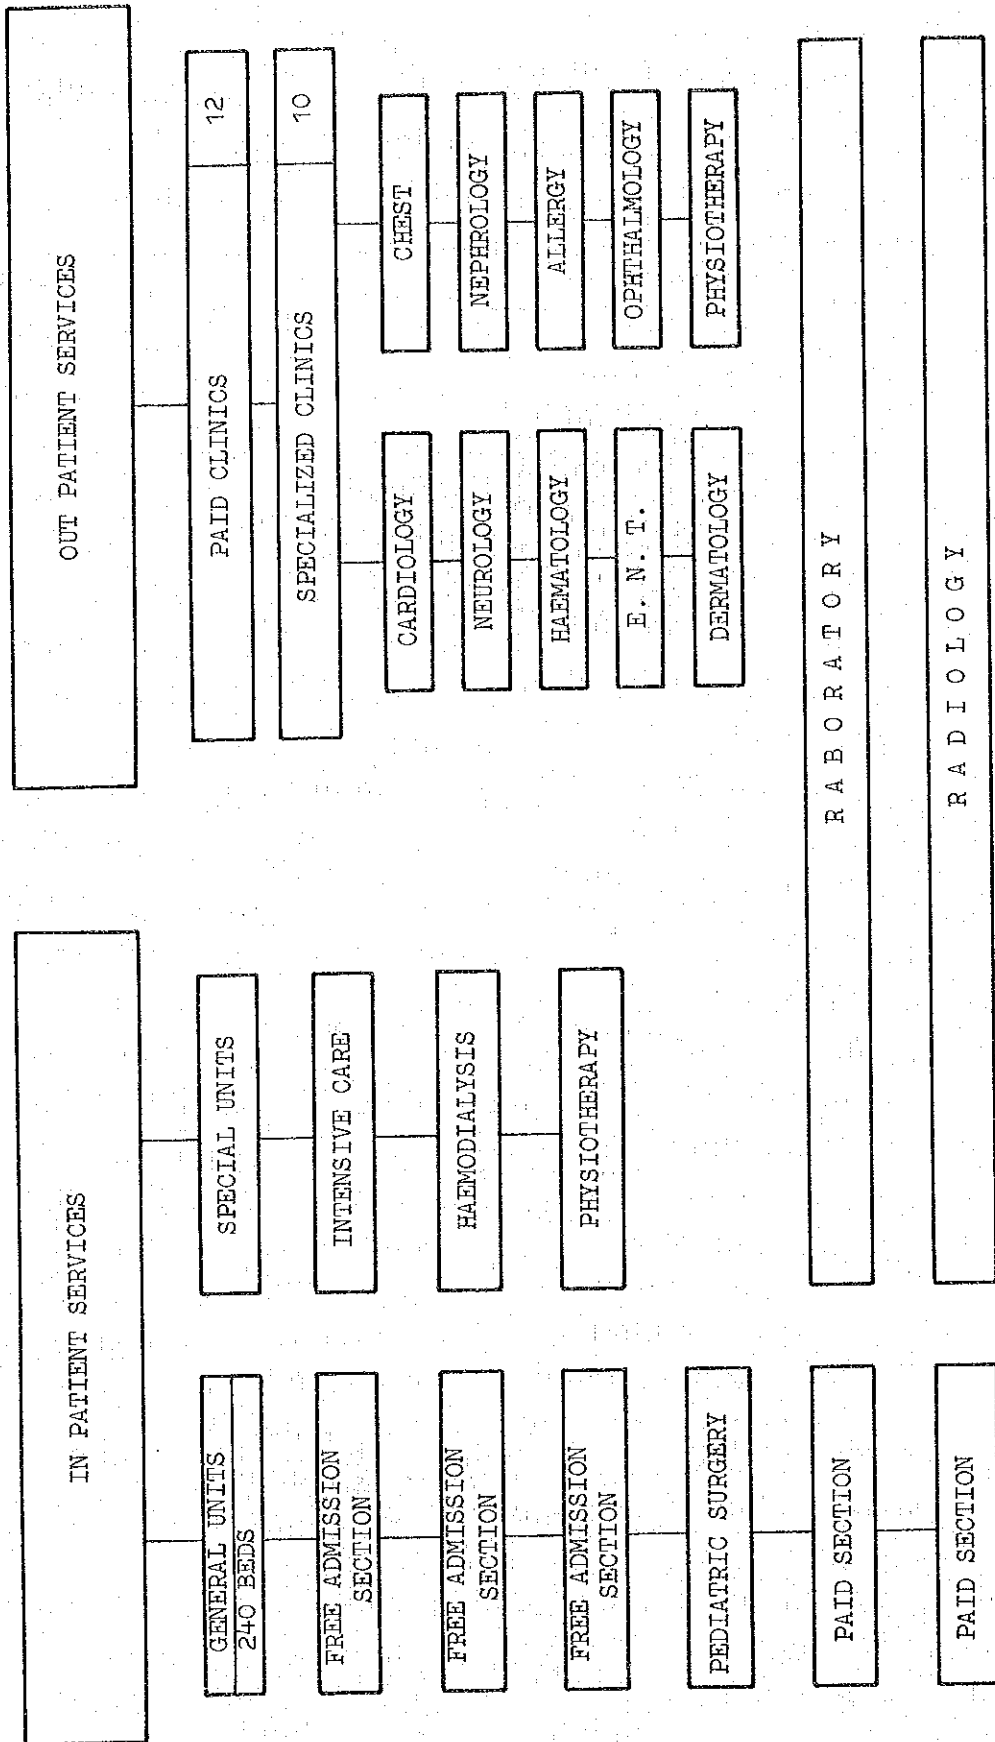 IN PATIENT SERVICES
GENERAL UNITS
240 BEDS
FREE ADMISSION
SECTION
FREE ADMISSION
SECTION
FREE ADMISSION
SECTION
PEDIATRIC SURGERY
PAID SECTION
PAID SECTION
SPECIAL UNITS
INTENSIVE CARE
HAEMODIALYSIS
PHYSIOTHERAPY
OUT PATIENT SERVICES
PAID CLINICS 12
SPECIALIZED CLINICS 10
CARDIOLOGY
NEUROLOGY
HAEMATOLOGY
E. N. T.
DERMATOLOGY
CHEST
NEPHROLOGY
ALLERGY
OPHTHALMOLOGY
PHYSIOTHERAPY
RABORATORY
RADIOLOGY